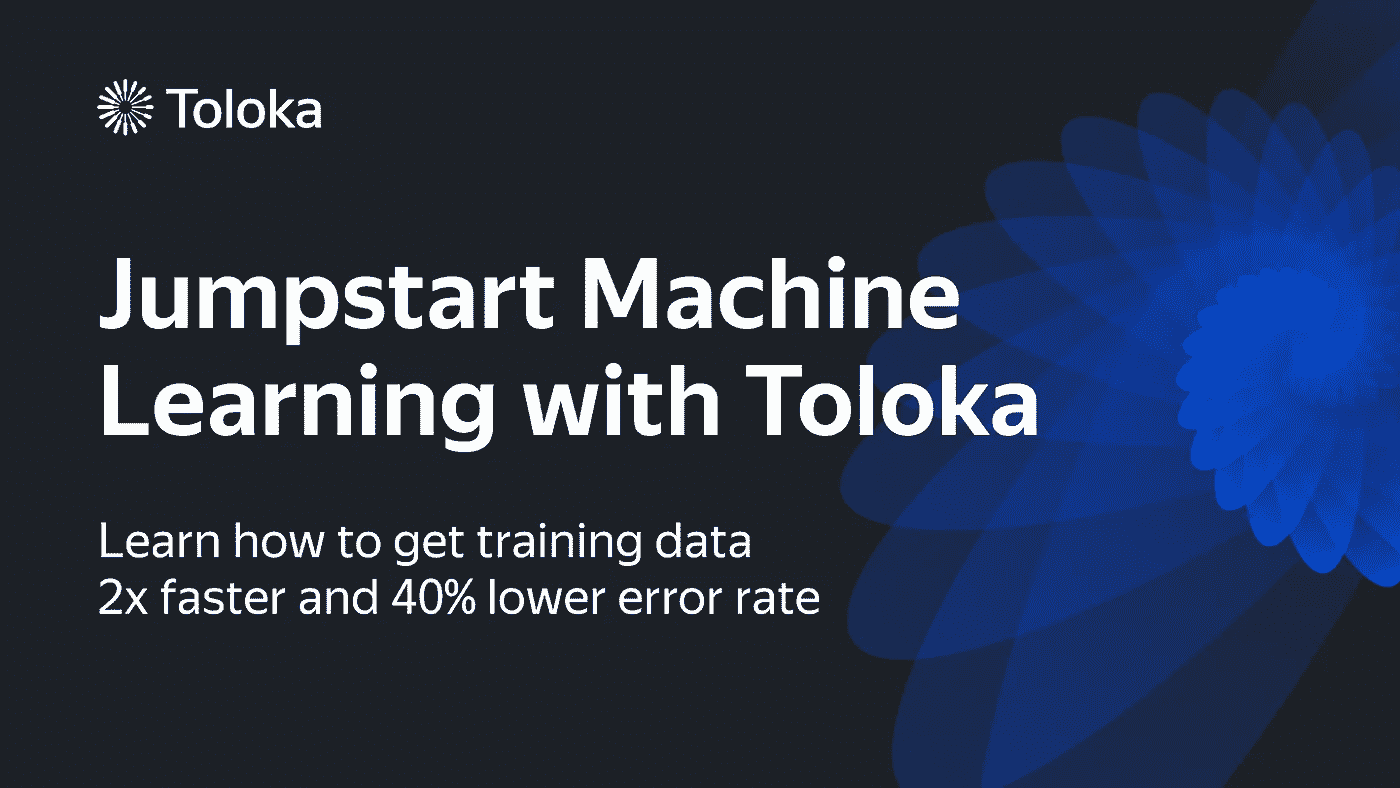 Toloka
Jumpstart Machine
Learning with Toloka
Learn how to get training data
2x faster and 40% lower error rate